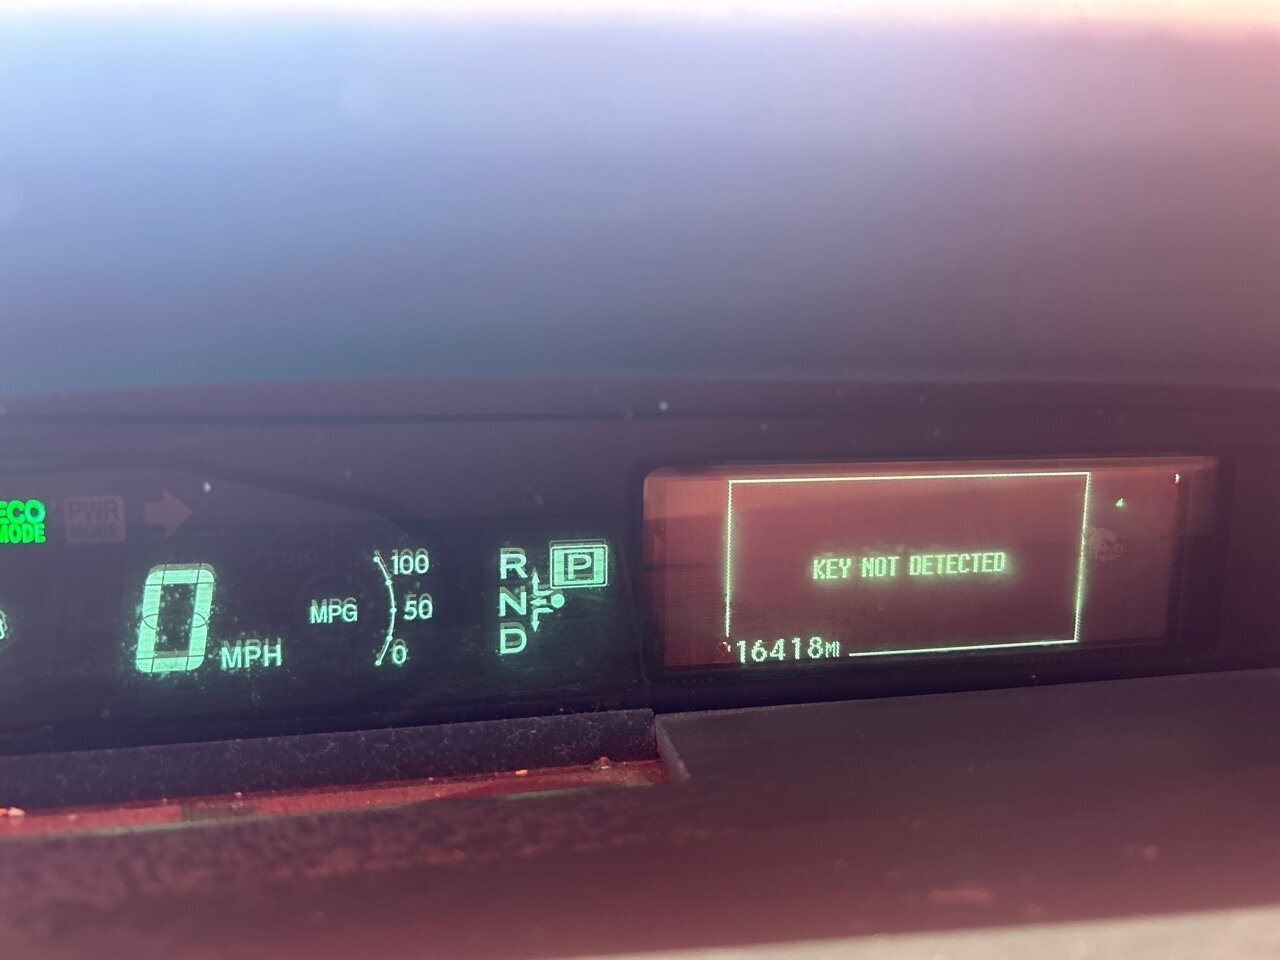 ECO
MODE
PWR
MODE
0
MPH
MPG
100
50
0
R
N
D
P
KEY NOT DETECTED
16418MI